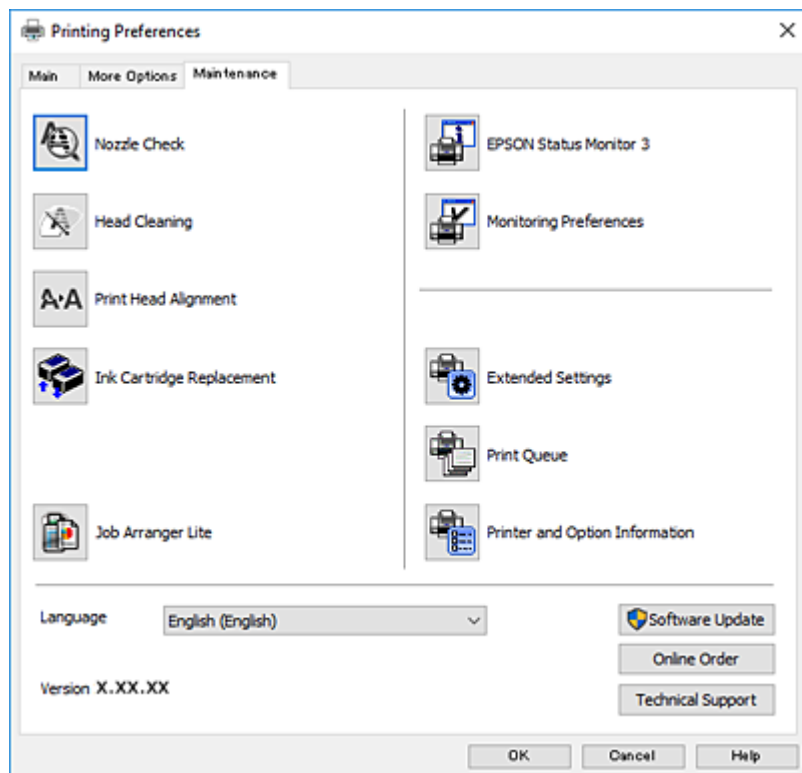 Printing Preferences
Main
More Options
Maintenance
Nozzle Check
Head Cleaning
A·A Print Head Alignment
Ink Cartridge Replacement
Job Arranger Lite
EPSON Status Monitor 3
Monitoring Preferences
Extended Settings
Print Queue
Printer and Option Information
Language English (English)
Version X.XX.XX
Software Update
Online Order
Technical Support
OK
Cancel
Help